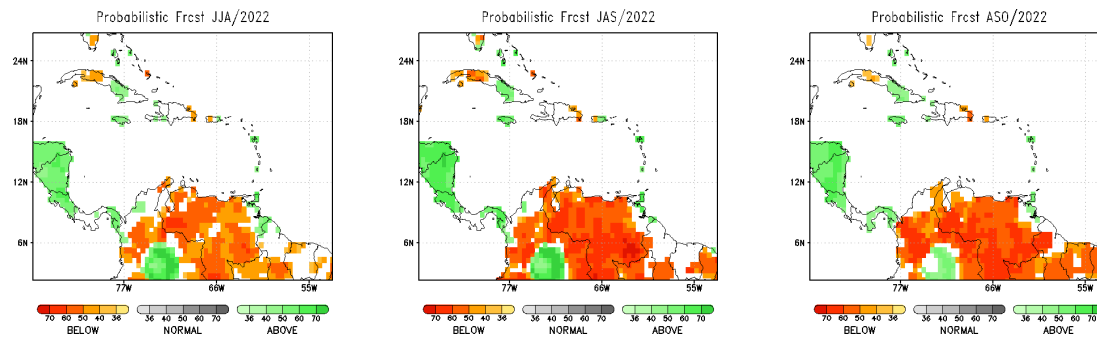 Probabilistic Frcst JJA/2022
24N
18N
12N
6N
77W
66W
55W
70 60 50 40 36
36 40 50 60 70
36 40 50 60 70
BELOW
NORMAL
ABOVE
Probabilistic Frcst JAS/2022
24N
18N
12N
6N
77W
66W
55W
70 60 50 40 36
36 40 50 60 70
36 40 50 60 70
BELOW
NORMAL
ABOVE
Probabilistic Frcst ASO/2022
24N
18N
12N
6N
77W
66W
55W
70 60 50 40 36
36 40 50 60 70
36 40 50 60 70
BELOW
NORMAL
ABOVE